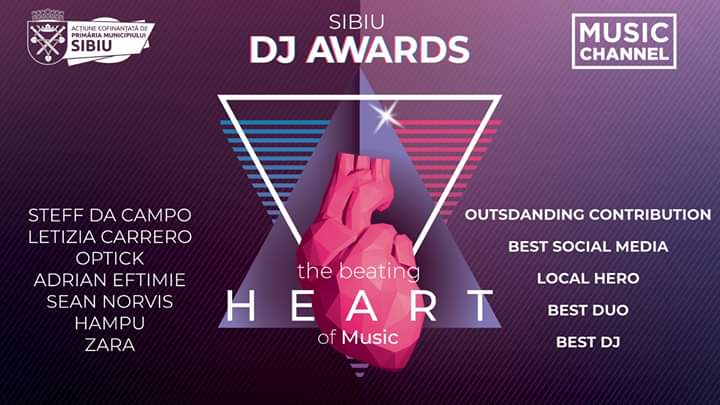 ACȚIUNE COFINANȚATĂ DE
PRIMĂRIA MUNICIPIULUI
SIBIU
SIBIU
DJ AWARDS
MUSIC
CHANNEL
STEFF DA CAMPO
LETIZIA CARRERO
OPTICK
ADRIAN EFTIMIE
SEAN NORVIS
HAMPU
ZARA
the beating
HEART
of Music
OUTSDANDING CONTRIBUTION
BEST SOCIAL MEDIA
LOCAL HERO
BEST DUO
BEST DJ